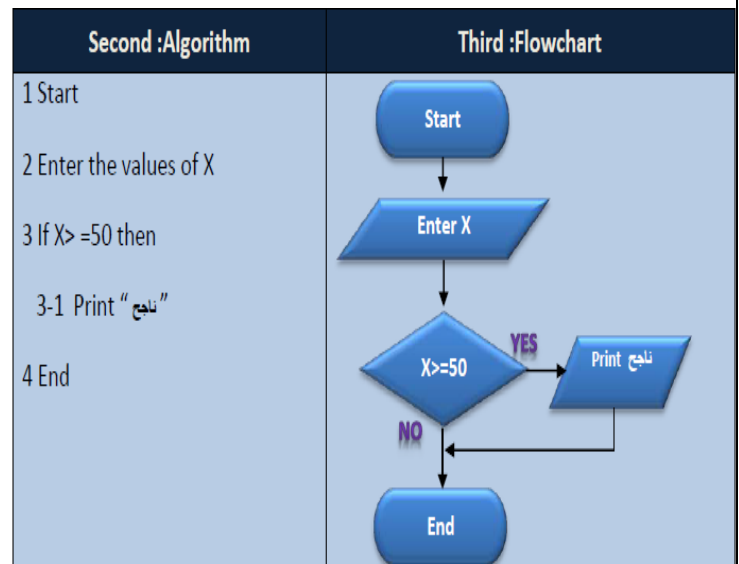 Second :Algorithm
1 Start
2 Enter the values of X
3 If X> =50 then
3-1 Print “ ناجح ”
4 End
Third :Flowchart
Start
Enter X
X>=50
YES
Print ناجح
NO
End